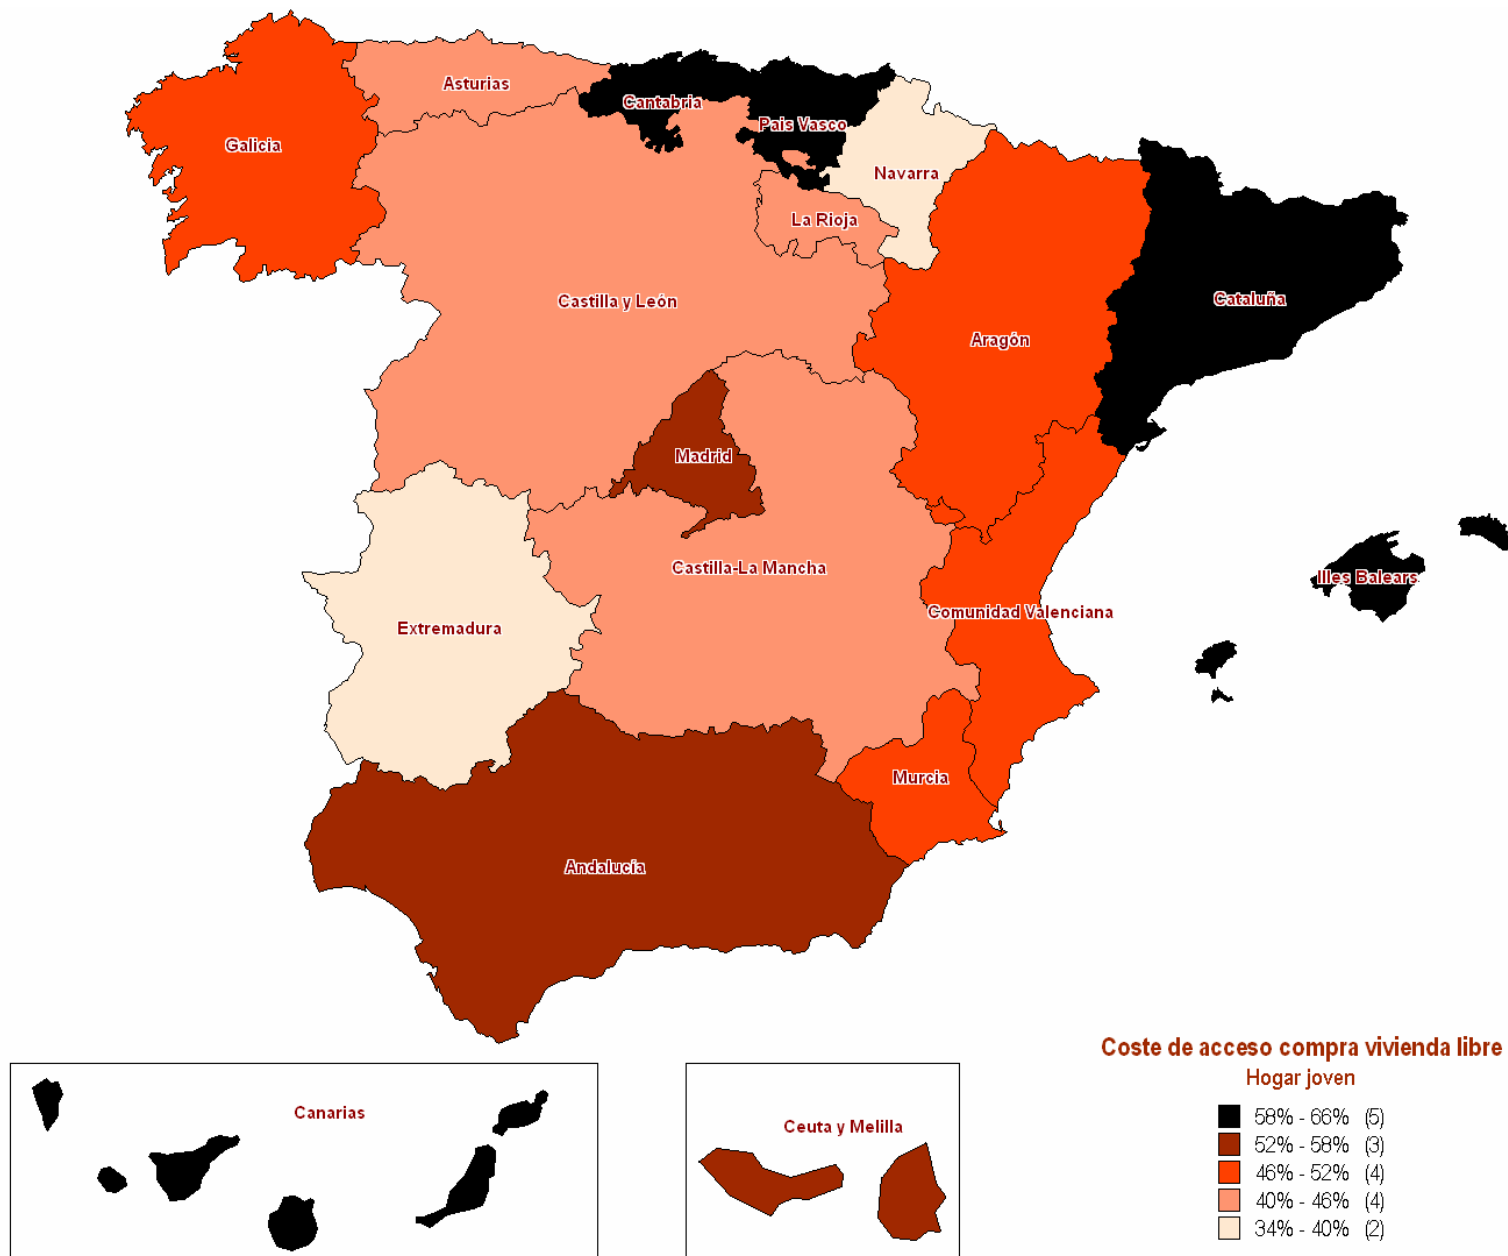 Asturias
Cantabria
Pais Vasco
Galicia
Navarra
La Rioja
Castilla y León
Cataluña
Aragón
Madrid
Castilla-La Mancha
Illes Balears
Comunidad Valenciana
Extremadura
Murcia
Andalucía
Canarias
Ceuta y Melilla
Coste de acceso compra vivienda libre
Hogar joven
58% - 66% (5)
52% - 58% (3)
46% - 52% (4)
40% - 46% (4)
34% - 40% (2)